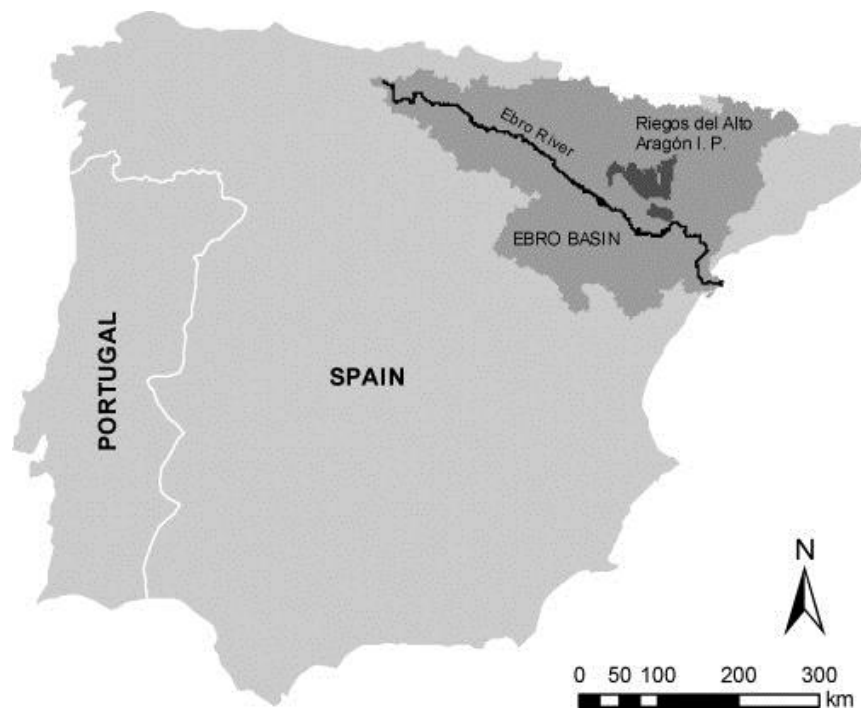 Riegos del Alto
Aragón I. P.
Ebro River
EBRO BASIN
SPAIN
PORTUGAL
N
0 50 100 200 300
km